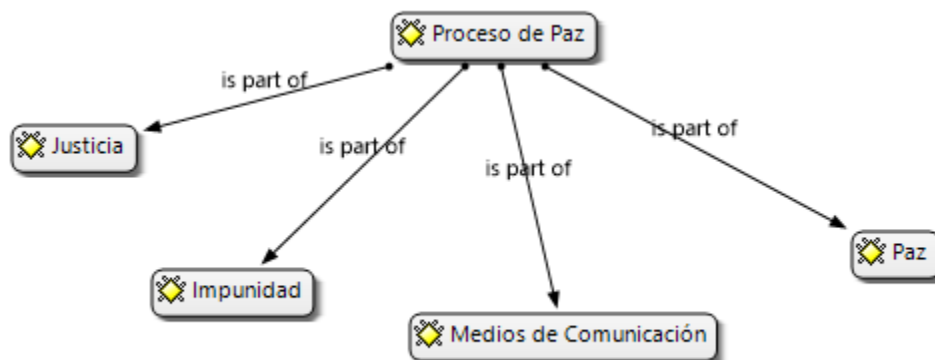 Proceso de Paz
is part of
is part of
is part of
is part of
Justicia
Paz
Impunidad
Medios de Comunicación